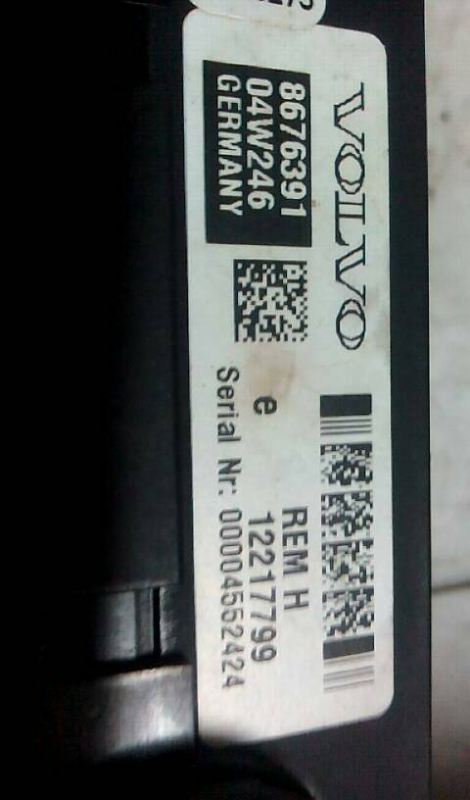 VOLVO
8676391
04W246
GERMANY
e
REM H
12217799
Serial Nr: 00004552424